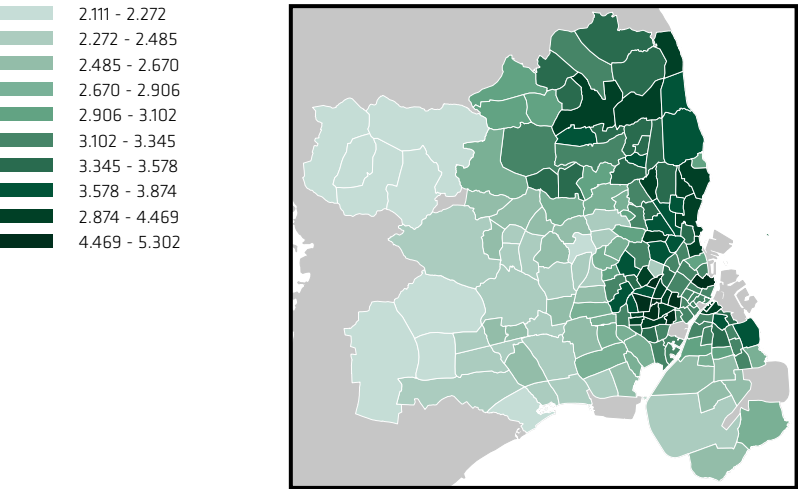 2.111 - 2.272
2.272 - 2.485
2.485 - 2.670
2.670 - 2.906
2.906 - 3.102
3.102 - 3.345
3.345 - 3.578
3.578 - 3.874
2.874 - 4.469
4.469 - 5.302